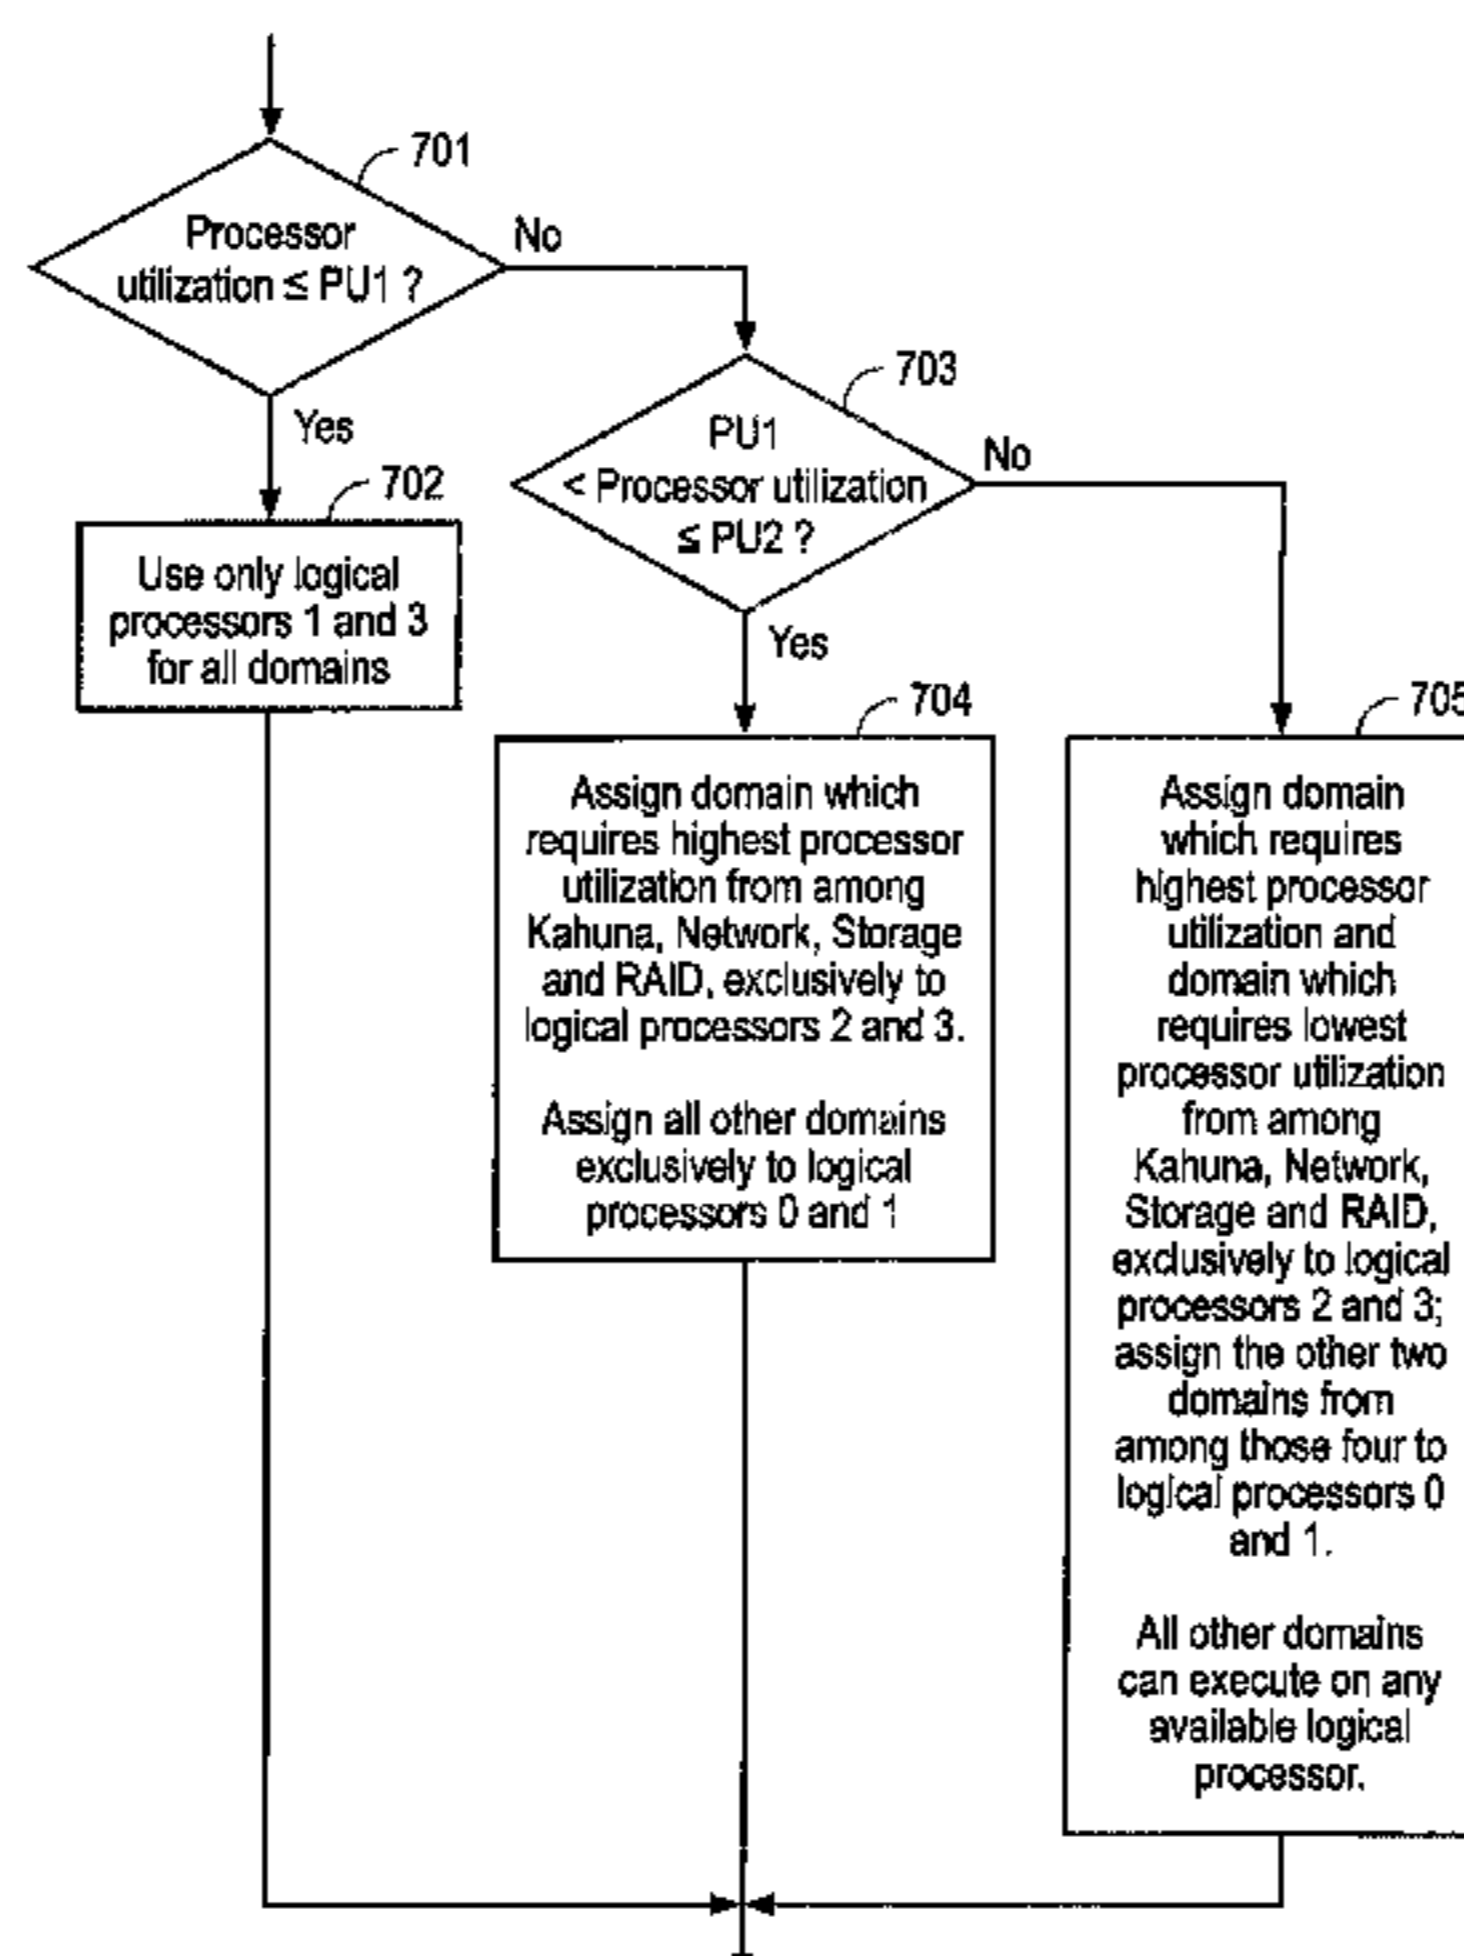 701
Processor
utilization ≤ PU1 ?
No
Yes
702
Use only logical
processors 1 and 3
for all domains
703
PU1
< Processor utilization
≤ PU2 ?
No
Yes
704
Assign domain which
requires highest processor
utilization from among
Kahuna, Network, Storage
and RAID, exclusively to
logical processors 2 and 3.
Assign all other domains
exclusively to logical
processors 0 and 1
705
Assign domain
which requires
highest processor
utilization and
domain which
requires lowest
processor utilization
from among
Kahuna, Network,
Storage and RAID,
exclusively to logical
processors 2 and 3;
assign the other two
domains from
among those four to
logical processors 0
and 1.
All other domains
can execute on any
available logical
processor.